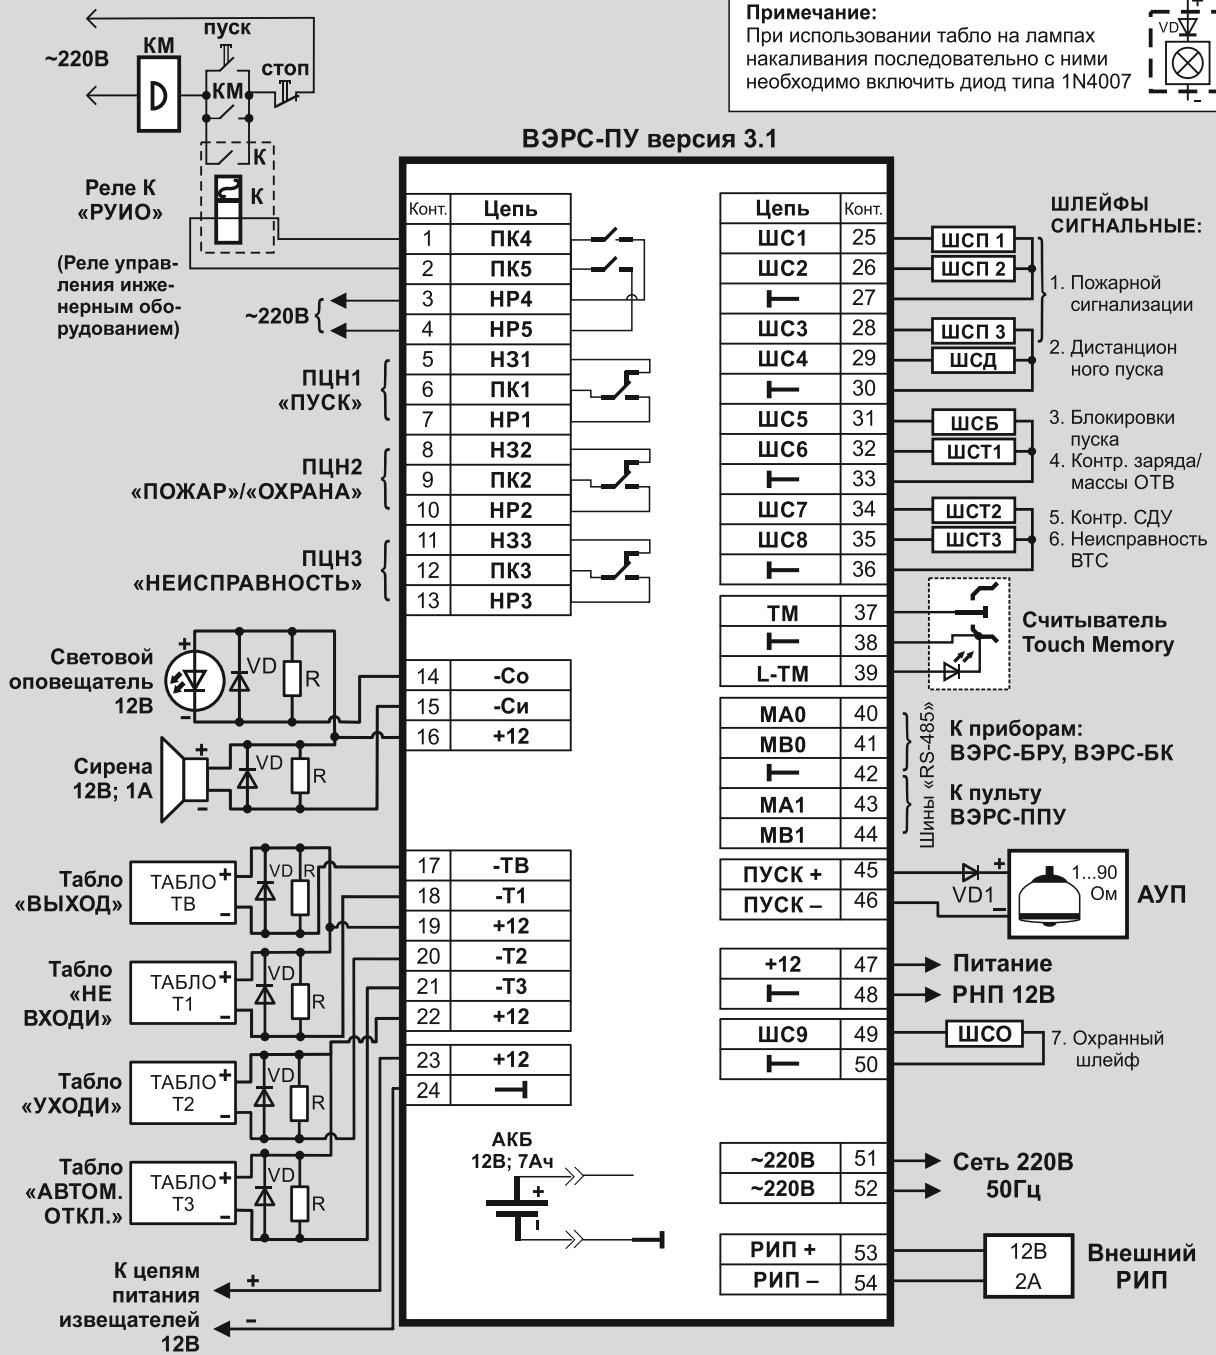 Примечание:
При использовании табло на лампах
накаливания последовательно с ними
необходимо включить диод типа 1N4007
VD
+
-
~220В
КМ
D
пуск
стоп
КМ
К
К
Реле К
«РУИО»
(Реле управ-
ления инже-
нерным обо-
рудованием)
~220В
ПЦН1
«ПУСК»
ПЦН2
«ПОЖАР»/«ОХРАНА»
ПЦН3
«НЕИСПРАВНОСТЬ»
Световой
оповещатель
12В
+
-
VD
R
Сирена
12В; 1А
+
-
VD
R
Табло
«ВЫХОД»
ТАБЛО +
ТВ -
VD
R
Табло
«НЕ
ВХОДИ»
ТАБЛО +
Т1 -
VD
R
Табло
«УХОДИ»
ТАБЛО +
Т2 -
VD
R
Табло
«АВТОМ.
ОТКЛ.»
ТАБЛО +
Т3 -
VD
R
К цепям
питания
извещателей
12В
+
-
ВЭРС-ПУ версия 3.1
Конт. Цепь
1 ПК4
2 ПК5
3 НР4
4 НР5
5 НЗ1
6 ПК1
7 НР1
8 НЗ2
9 ПК2
10 НР2
11 НЗ3
12 ПК3
13 НР3
14 -Со
15 -Си
16 +12
17 -ТВ
18 -Т1
19 +12
20 -Т2
21 -Т3
22 +12
23 +12
24
АКБ
12В; 7Ач
+
-
Цепь Конт.
ШС1 25
ШС2 26
27
ШС3 28
ШС4 29
30
ШС5 31
ШС6 32
33
ШС7 34
ШС8 35
36
ТМ 37
38
L-ТМ 39
МА0 40
МВ0 41
42
МА1 43
МВ1 44
ПУСК + 45
ПУСК – 46
+12 47
48
ШС9 49
50
~220В 51
~220В 52
РИП + 53
РИП – 54
ШЛЕЙФЫ
СИГНАЛЬНЫЕ:
ШСП 1
ШСП 2
ШСП 3
ШСД
ШСБ
ШСТ1
ШСТ2
ШСТ3
1. Пожарной
сигнализации
2. Дистанцион
ного пуска
3. Блокировки
пуска
4. Контр. заряда/
массы ОТВ
5. Контр. СДУ
6. Неисправность
ВТС
Считыватель
Touch Memory
Шины «RS-485»
К приборам:
ВЭРС-БРУ, ВЭРС-БК
К пульту
ВЭРС-ППУ
VD1
+
–
1...90
Ом
АУП
Питание
РНП 12В
ШСО
7. Охранный
шлейф
Сеть 220В
50Гц
12В
2А
Внешний
РИП